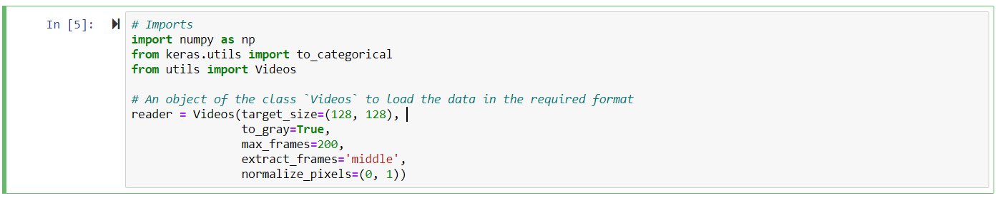 In [5]:
# Imports
import numpy as np
from keras.utils import to_categorical
from utils import Videos
# An object of the class `Videos` to load the data in the required format
reader = Videos(target_size=(128, 128),
to_gray=True,
max_frames=200,
extract_frames='middle',
normalize_pixels=(0, 1))